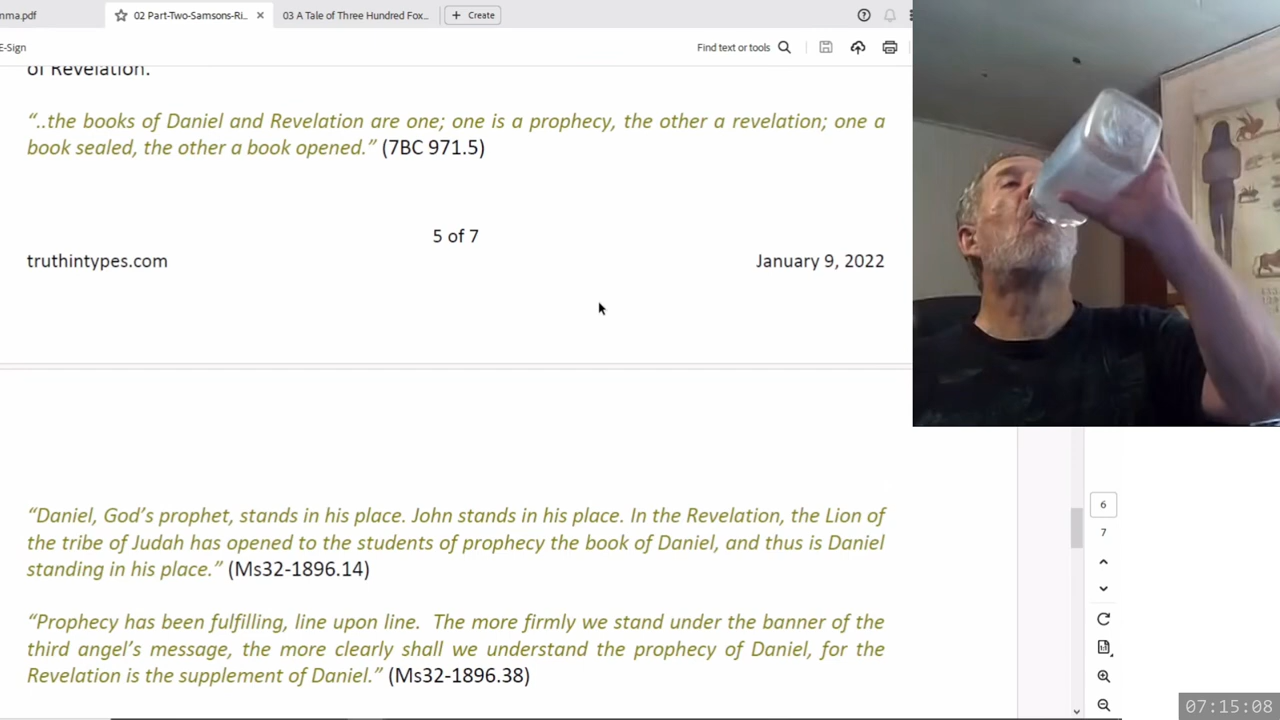 mma.pdf
02 Part-Two-Samsons-Ri...
03 A Tale of Three Hundred Fox...
Create
E-Sign
Find text or tools
of Revelation.
“..the books of Daniel and Revelation are one; one is a prophecy, the other a revelation; one a
book sealed, the other a book opened.” (7BC 971.5)
5 of 7
truthintypes.com
January 9, 2022
“Daniel, God’s prophet, stands in his place. John stands in his place. In the Revelation, the Lion of
the tribe of Judah has opened to the students of prophecy the book of Daniel, and thus is Daniel
standing in his place.” (Ms32-1896.14)
“Prophecy has been fulfilling, line upon line. The more firmly we stand under the banner of the
third angel’s message, the more clearly shall we understand the prophecy of Daniel, for the
Revelation is the supplement of Daniel.” (Ms32-1896.38)
6
7
07:15:08